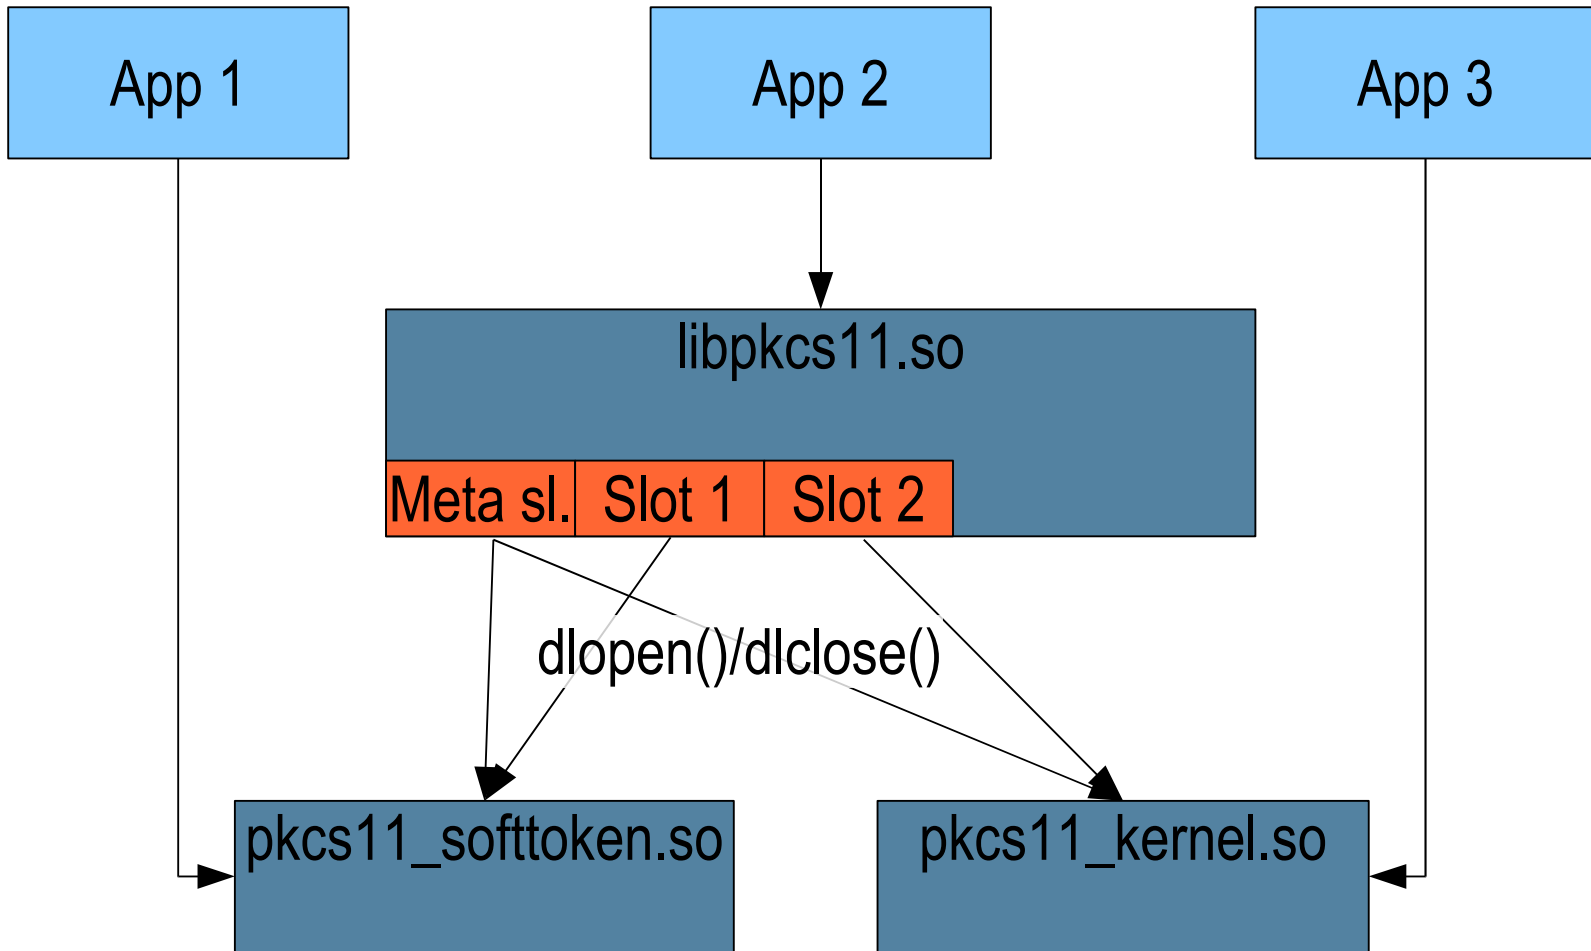 App 1
App 2
App 3
libpkcs11.so
Meta sl.
Slot 1
Slot 2
dlopen()/dlclose()
pkcs11_softtoken.so
pkcs11_kernel.so